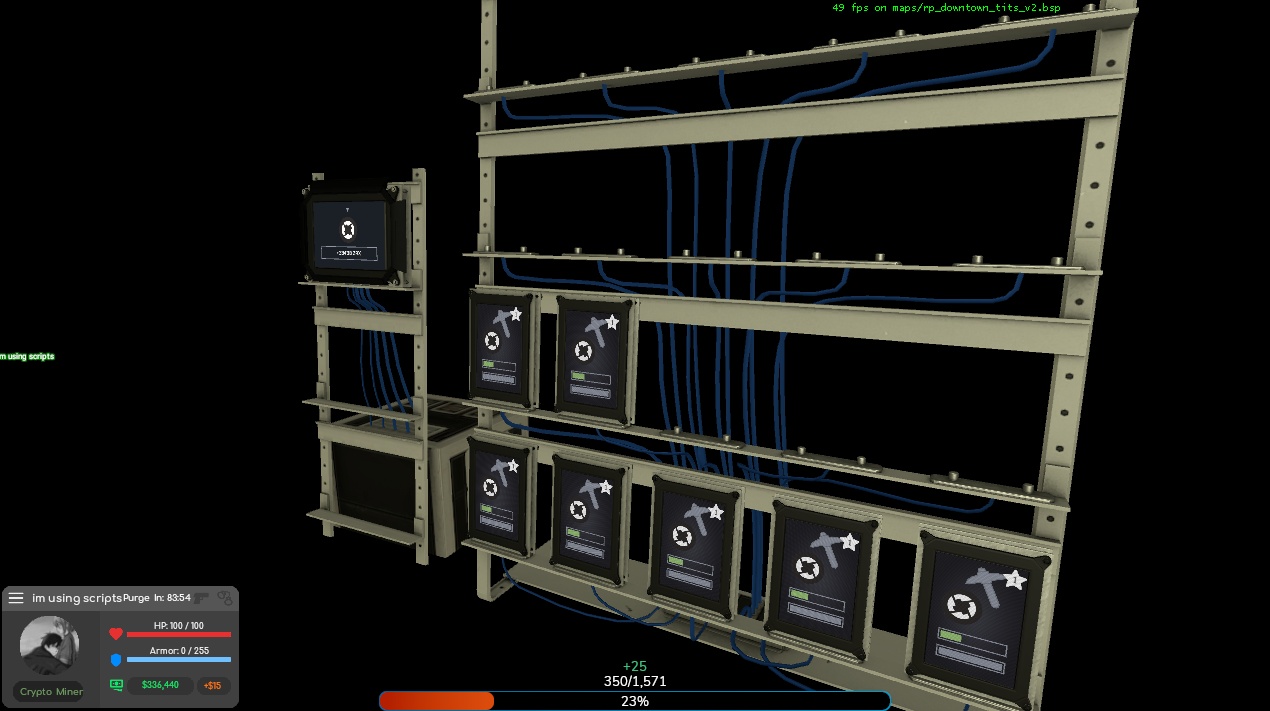 49 fps on maps/rp_downtown_tits_v2.bsp
m using scripts
im using scripts
Purge In: 83:54
HP: 100 / 100
Armor: 0 / 255
$336,440
+$15
Crypto Miner
+25
350/1,571
23%